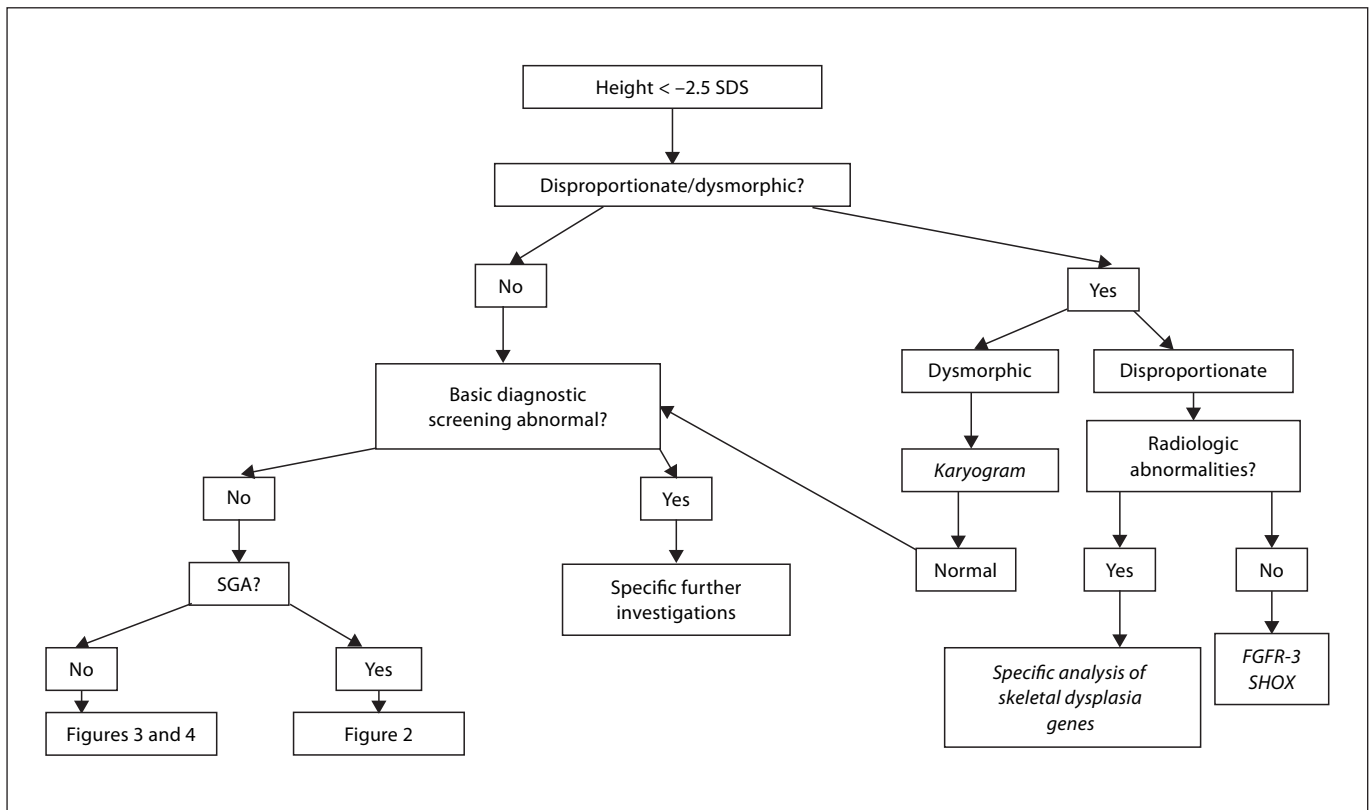 Height < –2.5 SDS
Disproportionate/dysmorphic?
No
Yes
Dysmorphic
Disproportionate
Basic diagnostic
screening abnormal?
Karyogram
Radiologic
abnormalities?
No
Yes
Normal
Yes
No
SGA?
Specific further
investigations
No
Yes
Specific analysis of
skeletal dysplasia
genes
FGFR-3
SHOX
Figures 3 and 4
Figure 2